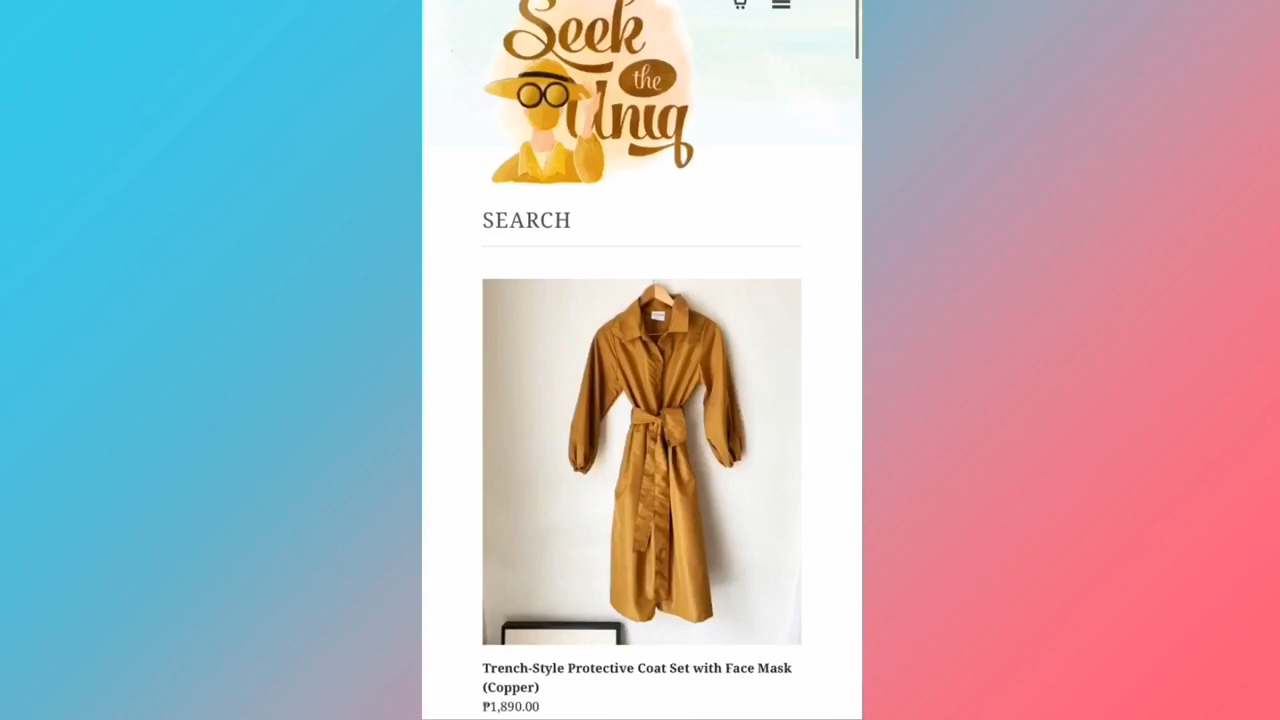 Seek
the
Uniq
SEARCH
Trench-Style Protective Coat Set with Face Mask
(Copper)
₱1,890.00